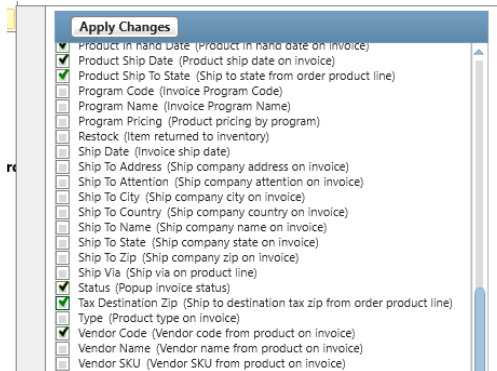 Apply Changes
Product In hand Date (Product in hand date on invoice)
Product Ship Date (Product ship date on invoice)
Product Ship To State (Ship to state from order product line)
Program Code (Invoice Program Code)
Program Name (Invoice Program Name)
Program Pricing (Product pricing by program)
Restock (Item returned to inventory)
Ship Date (Invoice ship date)
Ship To Address (Ship company address on invoice)
Ship To Attention (Ship company attention on invoice)
Ship To City (Ship company city on invoice)
Ship To Country (Ship company country on invoice)
Ship To Name (Ship company name on invoice)
Ship To State (Ship company state on invoice)
Ship To Zip (Ship company zip on invoice)
Ship Via (Ship via on product line)
Status (Popup invoice status)
Tax Destination Zip (Ship to destination tax zip from order product line)
Type (Product type on invoice)
Vendor Code (Vendor code from product on invoice)
Vendor Name (Vendor name from product on invoice)
Vendor SKU (Vendor SKU from product on invoice)